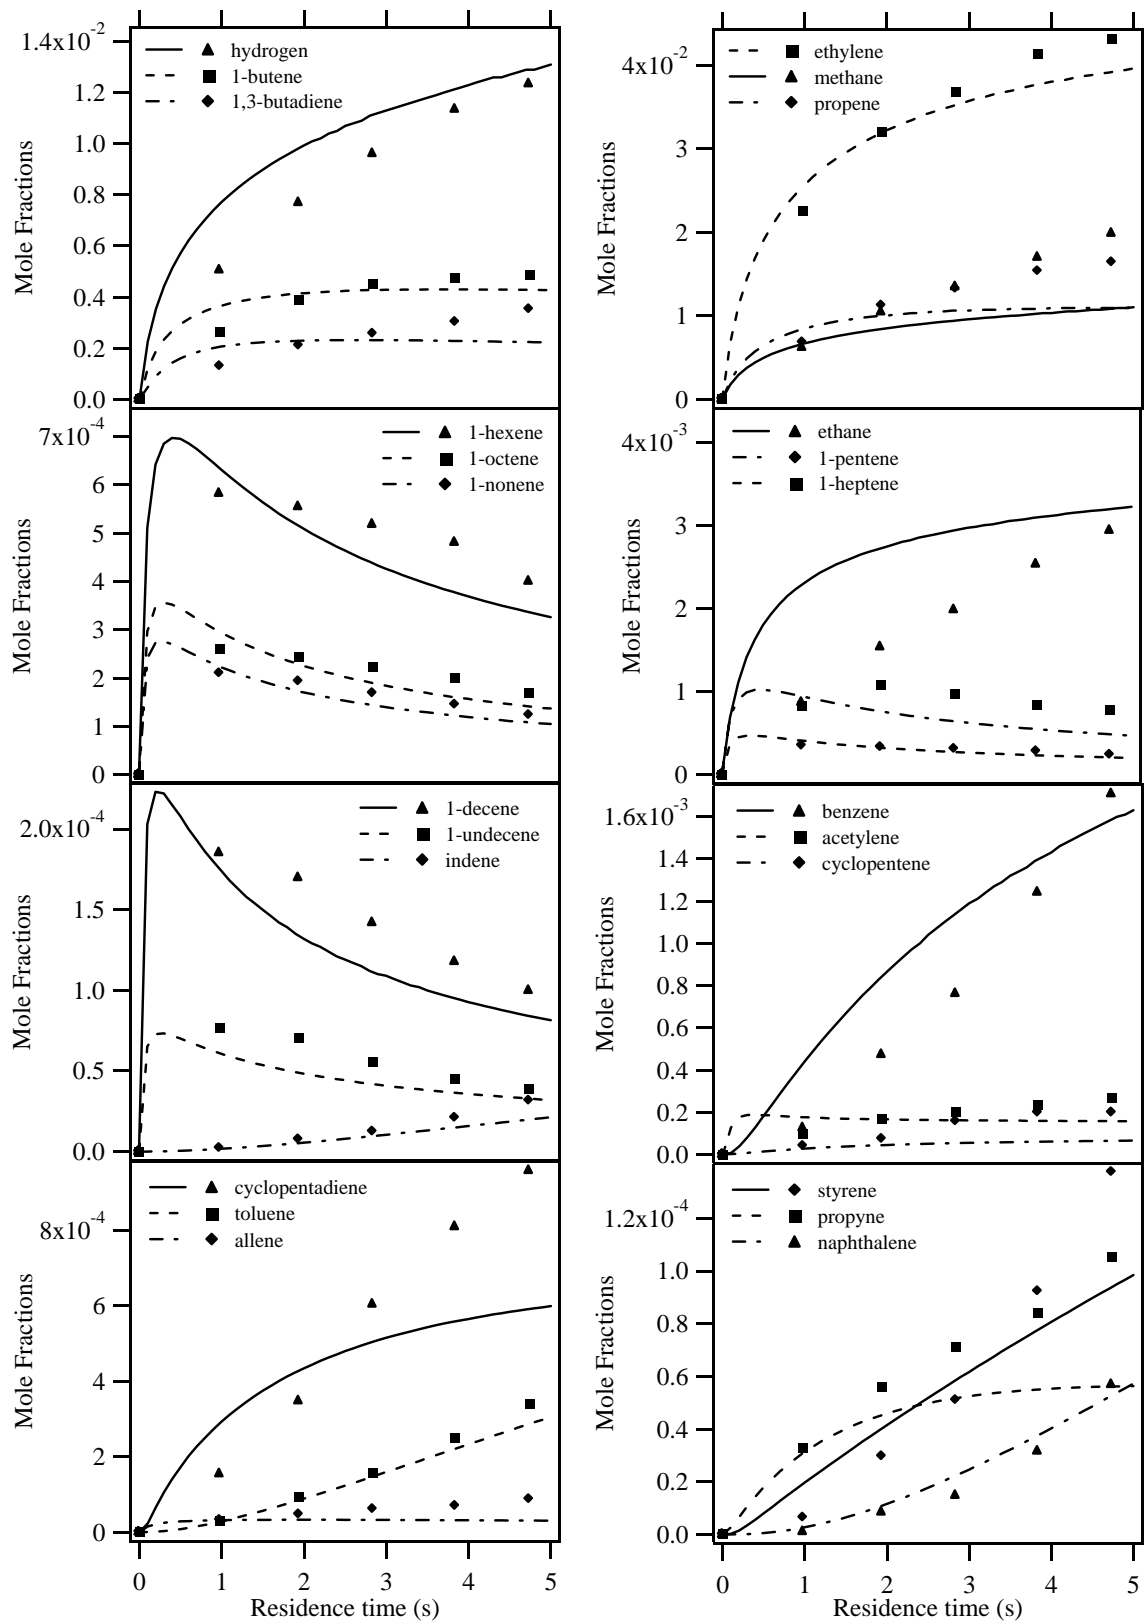 1.4x10-2
1.2
1.0
0.8
0.6
0.4
0.2
0.0
Mole Fractions
hydrogen
1-butene
1,3-butadiene
4x10-2
3
2
1
0
Mole Fractions
ethylene
methane
propene
7x10-4
6
5
4
3
2
1
0
Mole Fractions
1-hexene
1-octene
1-nonene
4x10-3
3
2
1
0
Mole Fractions
ethane
1-pentene
1-heptene
2.0x10-4
1.5
1.0
0.5
0.0
Mole Fractions
1-decene
1-undecene
indene
1.6x10-3
1.4
1.2
1.0
0.8
0.6
0.4
0.2
0.0
Mole Fractions
benzene
acetylene
cyclopentene
8x10-4
6
4
2
0
Mole Fractions
cyclopentadiene
toluene
allene
0 1 2 3 4 5
Residence time (s)
1.2x10-4
1.0
0.8
0.6
0.4
0.2
0.0
Mole Fractions
styrene
propyne
naphthalene
0 1 2 3 4 5
Residence time (s)